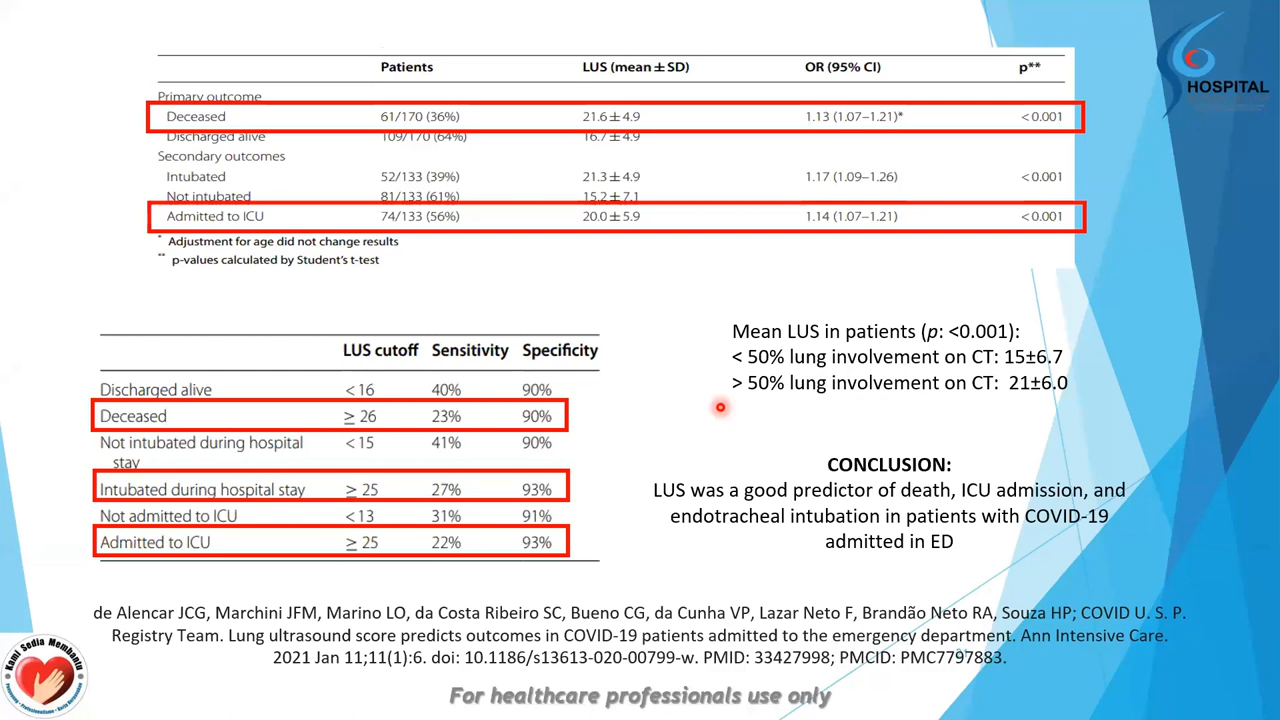 Patients LUS (mean ± SD) OR (95% CI) p**
Primary outcome
Deceased 61/170 (36%) 21.6 ± 4.9 1.13 (1.07–1.21)* < 0.001
Discharged alive 109/170 (64%) 16.7 ± 4.9
Secondary outcomes
Intubated 52/133 (39%) 21.3 ± 4.9 1.17 (1.09–1.26) < 0.001
Not intubated 81/133 (61%) 15.2 ± 7.1
Admitted to ICU 74/133 (56%) 20.0 ± 5.9 1.14 (1.07–1.21) < 0.001
* Adjustment for age did not change results
** p-values calculated by Student's t-test
HOSPITAL
LUS cutoff Sensitivity Specificity
Discharged alive < 16 40% 90%
Deceased ≥ 26 23% 90%
Not intubated during hospital
stay < 15 41% 90%
Intubated during hospital stay ≥ 25 27% 93%
Not admitted to ICU < 13 31% 91%
Admitted to ICU ≥ 25 22% 93%
Mean LUS in patients (p: <0.001):
< 50% lung involvement on CT: 15±6.7
> 50% lung involvement on CT: 21±6.0
CONCLUSION:
LUS was a good predictor of death, ICU admission, and
endotracheal intubation in patients with COVID-19
admitted in ED
de Alencar JCG, Marchini JFM, Marino LO, da Costa Ribeiro SC, Bueno CG, da Cunha VP, Lazar Neto F, Brandão Neto RA, Souza HP; COVID U. S. P.
Registry Team. Lung ultrasound score predicts outcomes in COVID-19 patients admitted to the emergency department. Ann Intensive Care.
2021 Jan 11;11(1):6. doi: 10.1186/s13613-020-00799-w. PMID: 33427998; PMCID: PMC7797883.
Kami Sedia Membantu
For healthcare professionals use only